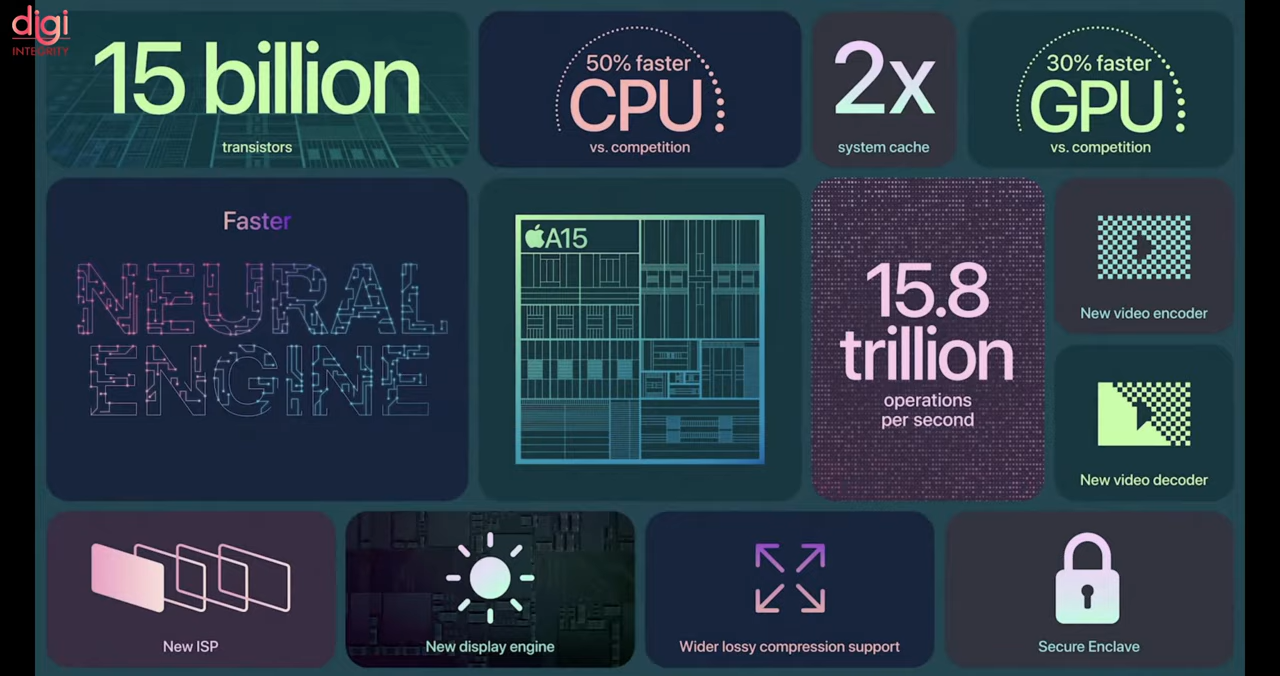 digi
INTEGRITY
15 billion
transistors
50% faster
CPU
vs. competition
2x
system cache
30% faster
GPU
vs. competition
Faster
NEURAL
ENGINE
A15
15.8
trillion
operations
per second
New video encoder
New video decoder
New ISP
New display engine
Wider lossy compression support
Secure Enclave